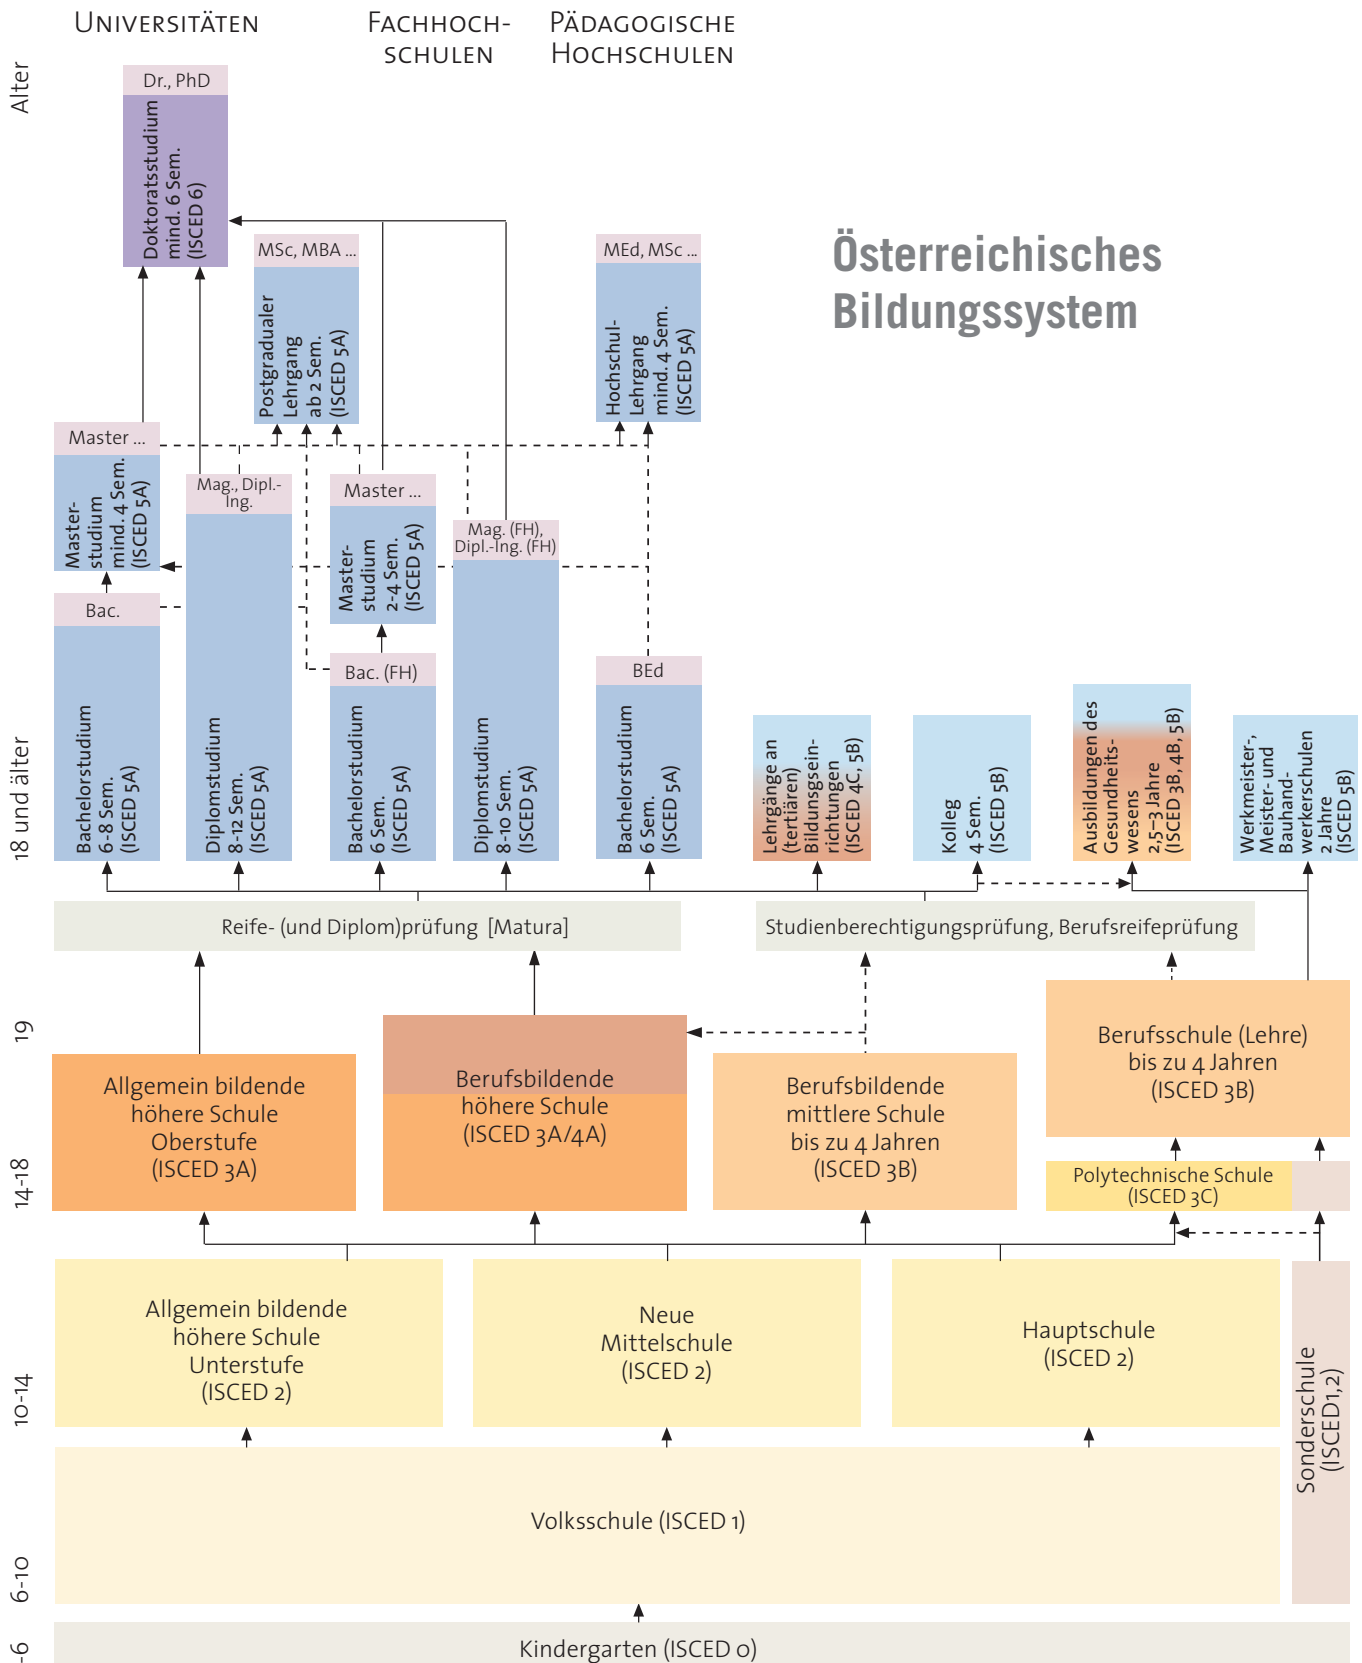 UNIVERSITÄTEN
FACHHOCH-
SCHULEN
PÄDAGOGISCHE
HOCHSCHULEN
Alter
Österreichisches
Bildungssystem
Dr., PhD
Doktoratsstudium
mind. 6 Sem.
(ISCED 6)
MSc, MBA ...
Postgradualer
Lehrgang
ab 2 Sem.
(ISCED 5A)
MEd, MSc ...
Hochschul-
Lehrgang
mind. 4 Sem.
(ISCED 5A)
Master ...
Master-
studium
mind. 4 Sem.
(ISCED 5A)
Mag., Dipl.-
Ing.
Master ...
Master-
studium
2-4 Sem.
(ISCED 5A)
Mag. (FH),
Dipl.-Ing. (FH)
Bac.
Bac. (FH)
BEd
18 und älter
Bachelorstudium
6-8 Sem.
(ISCED 5A)
Diplomstudium
8-12 Sem.
(ISCED 5A)
Bachelorstudium
6 Sem.
(ISCED 5A)
Diplomstudium
8-10 Sem.
(ISCED 5A)
Bachelorstudium
6 Sem.
(ISCED 5A)
Lehrgänge an
(tertiären)
Bildungsein-
richtungen
(ISCED 4C, 5B)
Kolleg
4 Sem.
(ISCED 5B)
Ausbildungen des
Gesundheits-
wesens
2,5–3 Jahre
(ISCED 3B, 4B, 5B)
Werkmeister-,
Meister- und
Bauhand-
werkerschulen
2 Jahre
(ISCED 5B)
Reife- (und Diplom)prüfung [Matura]
Studienberechtigungsprüfung, Berufsreifeprüfung
19
Allgemein bildende
höhere Schule
Oberstufe
(ISCED 3A)
Berufsbildende
höhere Schule
(ISCED 3A/4A)
Berufsbildende
mittlere Schule
bis zu 4 Jahren
(ISCED 3B)
Berufsschule (Lehre)
bis zu 4 Jahren
(ISCED 3B)
14-18
Polytechnische Schule
(ISCED 3C)
10-14
Allgemein bildende
höhere Schule
Unterstufe
(ISCED 2)
Neue
Mittelschule
(ISCED 2)
Hauptschule
(ISCED 2)
Sonderschule
(ISCED1,2)
6-10
Volksschule (ISCED 1)
-6
Kindergarten (ISCED 0)